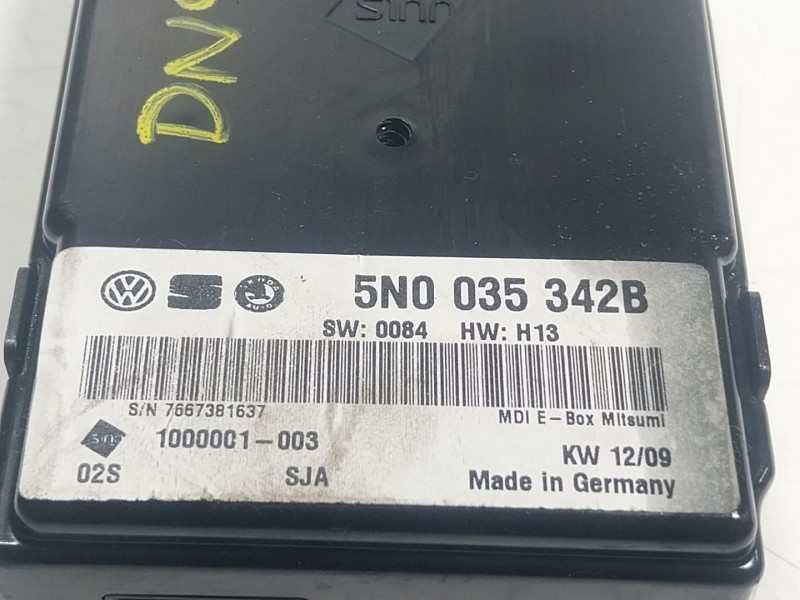 DN
5N0 035 342B
SW: 0084 HW: H13
S/N 7667381637
MDI E-Box Mitsumi
1000001-003
KW 12/09
02S
SJA
Made in Germany